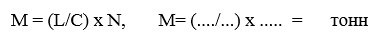 M = (L/C) x N, M= (..../...) x ..... = тонн